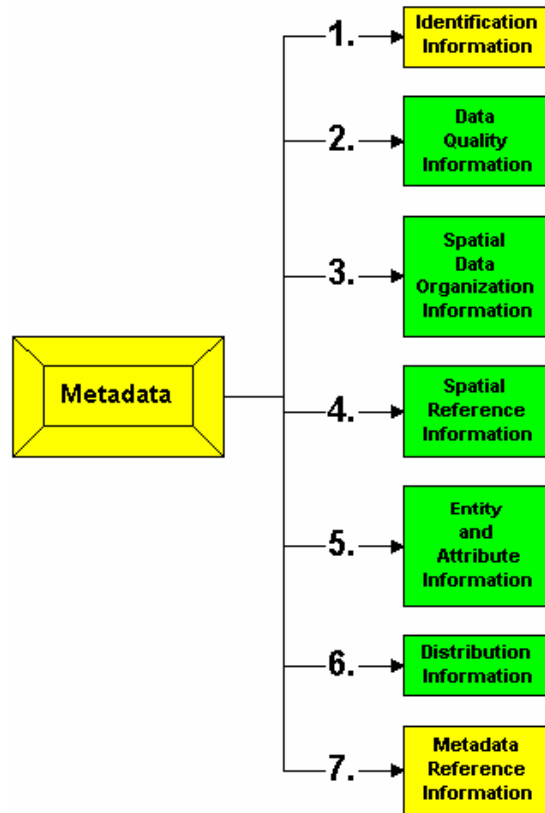 1.
Identification
Information
2.
Data
Quality
Information
3.
Spatial
Data
Organization
Information
Metadata
4.
Spatial
Reference
Information
5.
Entity
and
Attribute
Information
6.
Distribution
Information
7.
Metadata
Reference
Information